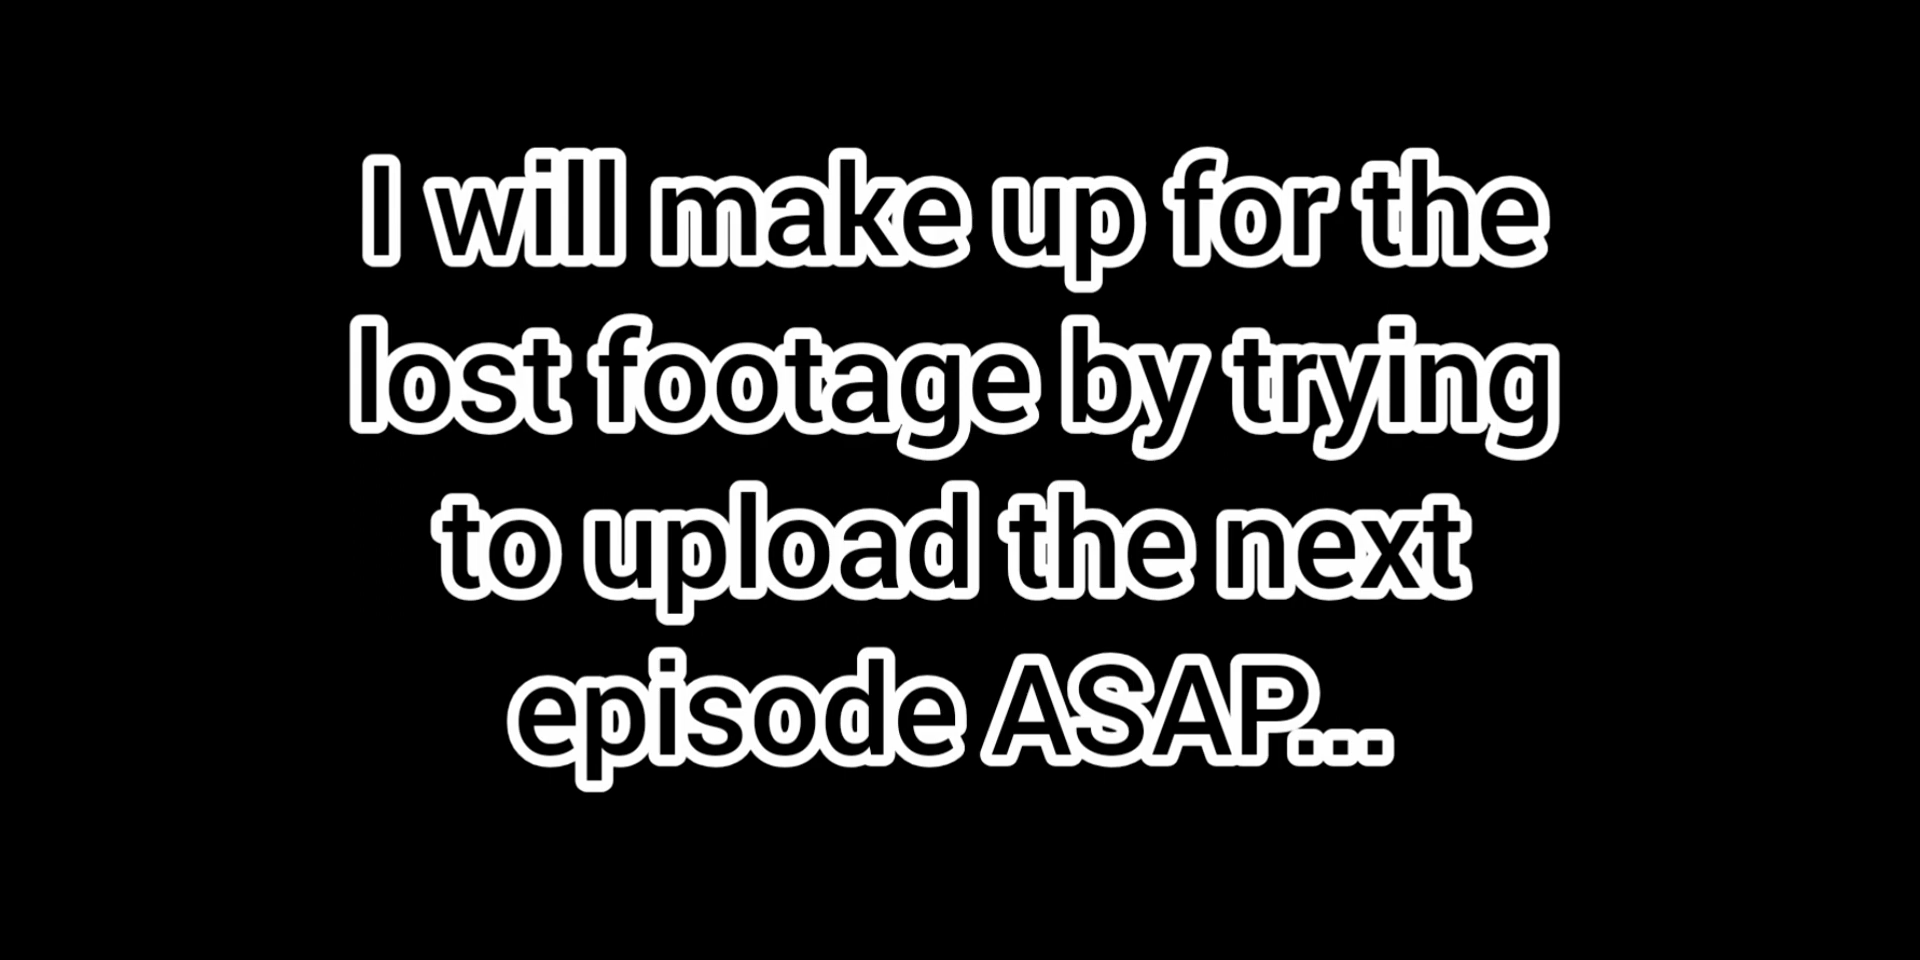 I will make up for the
lost footage by trying
to upload the next
episode ASAP...